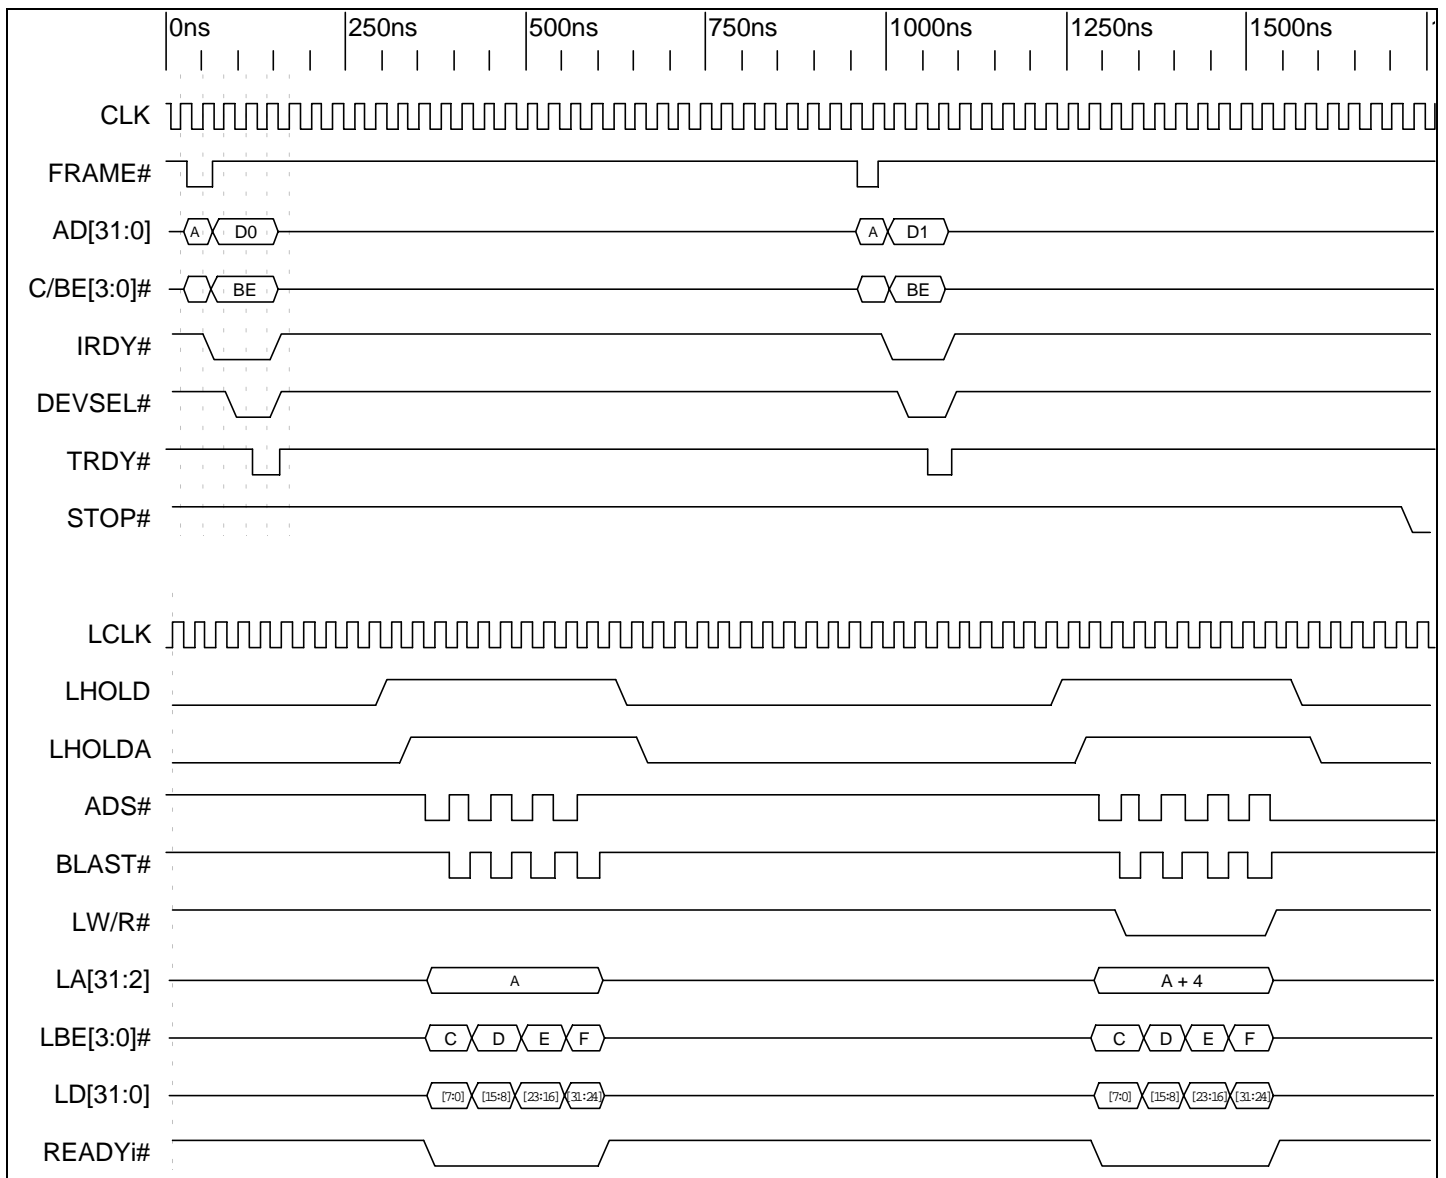 0ns 250ns 500ns 750ns 1000ns 1250ns 1500ns
CLK
FRAME#
AD[31:0] A D0 A D1
C/BE[3:0]# BE BE
IRDY#
DEVSEL#
TRDY#
STOP#
LCLK
LHOLD
LHOLDA
ADS#
BLAST#
LW/R#
LA[31:2] A A + 4
LBE[3:0]# C D E F C D E F
LD[31:0] [7:0] [15:8] [23:16] [31:24] [7:0] [15:8] [23:16] [31:24]
READYi#